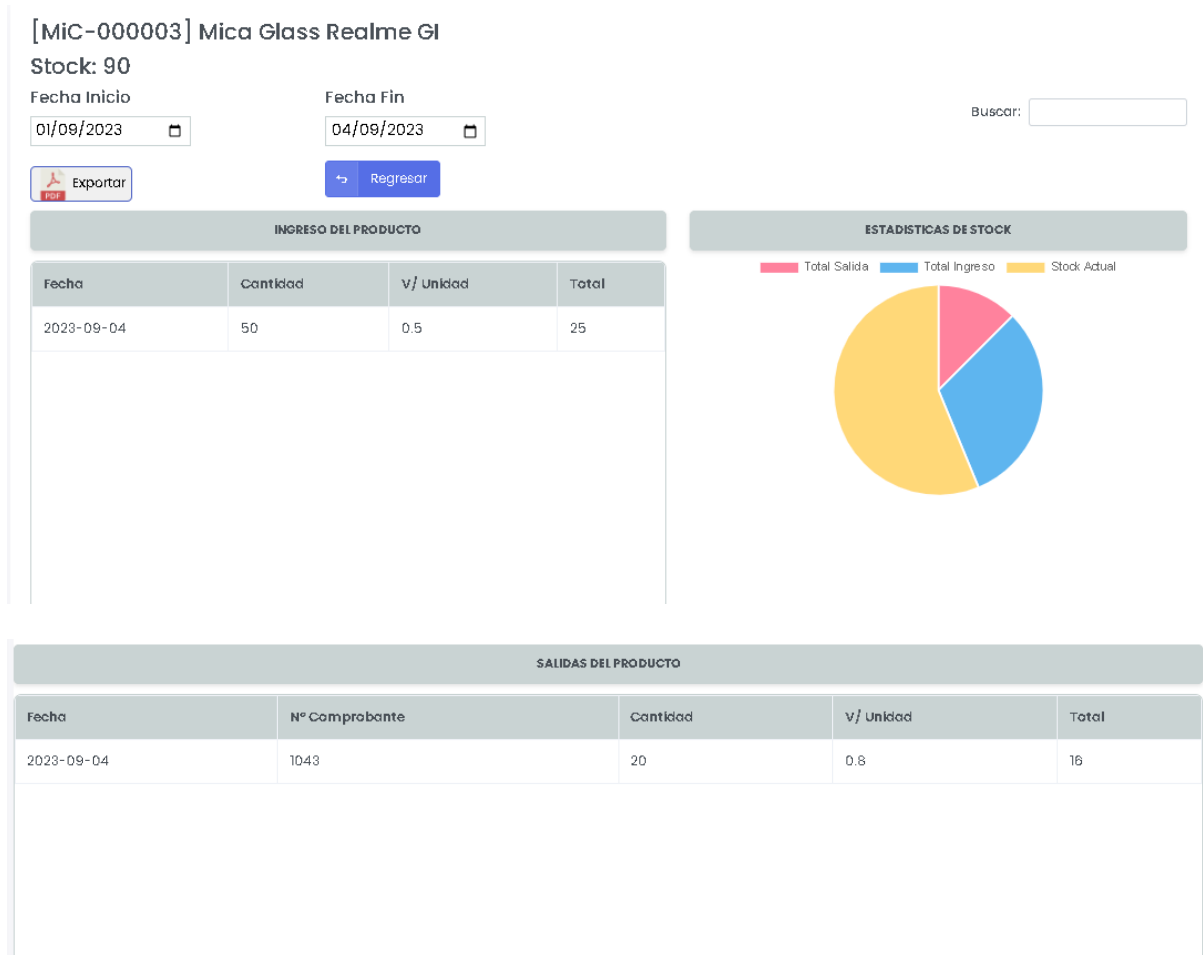 [MiC-000003] Mica Glass Realme GI
Stock: 90
Fecha Inicio Fecha Fin
01/09/2023 04/09/2023 Buscar:
PDF Exportar Regresar
INGRESO DEL PRODUCTO ESTADISTICAS DE STOCK
Total Salida Total Ingreso Stock Actual
Fecha Cantidad V/ Unidad Total
2023-09-04 50 0.5 25
SALIDAS DEL PRODUCTO
Fecha Nº Comprobante Cantidad V/ Unidad Total
2023-09-04 1043 20 0.8 16